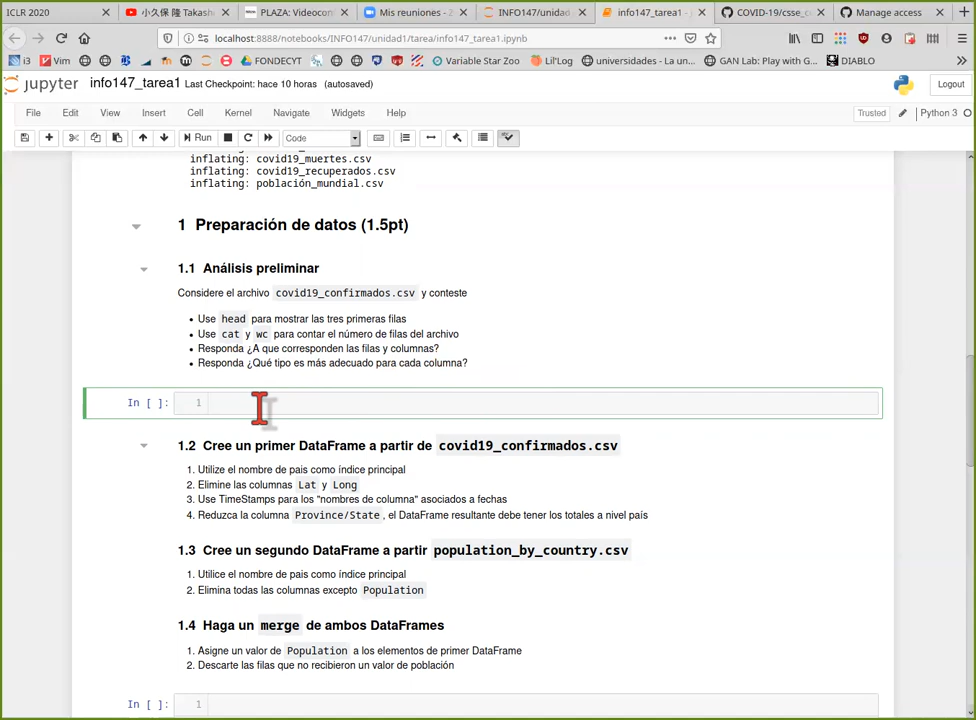 ICLR 2020
小久保 隆 Takash
PLAZA: Videocon
Mis reuniones - Z
INFO147/unidad
info147_tarea1 - J
COVID-19/csse_c
Manage access
localhost:8888/notebooks/INFO147/unidad1/tarea/info147_tarea1.ipynb
i3 Vim FONDECYT Variable Star Zoo Lil'Log universidades - La un... GAN Lab: Play with G... DIABLO
jupyter info147_tarea1 Last Checkpoint: hace 10 horas (autosaved) Logout
File Edit View Insert Cell Kernel Navigate Widgets Help Trusted Python 3
Run Code
inflating: covid19_muertes.csv
inflating: covid19_recuperados.csv
inflating: población_mundial.csv
1 Preparación de datos (1.5pt)
1.1 Análisis preliminar
Considere el archivo covid19_confirmados.csv y conteste
• Use head para mostrar las tres primeras filas
• Use cat y wc para contar el número de filas del archivo
• Responda ¿A que corresponden las filas y columnas?
• Responda ¿Qué tipo es más adecuado para cada columna?
In [ ]: 1
1.2 Cree un primer DataFrame a partir de covid19_confirmados.csv
1. Utilize el nombre de pais como índice principal
2. Elimine las columnas Lat y Long
3. Use TimeStamps para los "nombres de columna" asociados a fechas
4. Reduzca la columna Province/State, el DataFrame resultante debe tener los totales a nivel país
1.3 Cree un segundo DataFrame a partir population_by_country.csv
1. Utilice el nombre de pais como índice principal
2. Elimina todas las columnas excepto Population
1.4 Haga un merge de ambos DataFrames
1. Asigne un valor de Population a los elementos de primer DataFrame
2. Descarte las filas que no recibieron un valor de población
In [ ]: 1